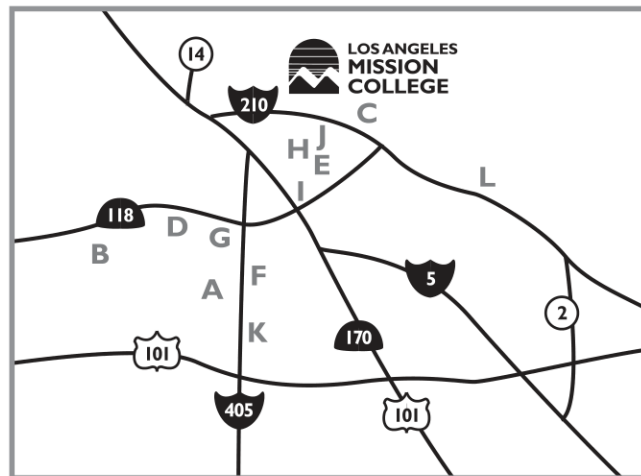 14
LOS ANGELES
MISSION
COLLEGE
210
C
J
H
E
L
I
118
D
G
B
F
A
5
2
K
170
101
405
101